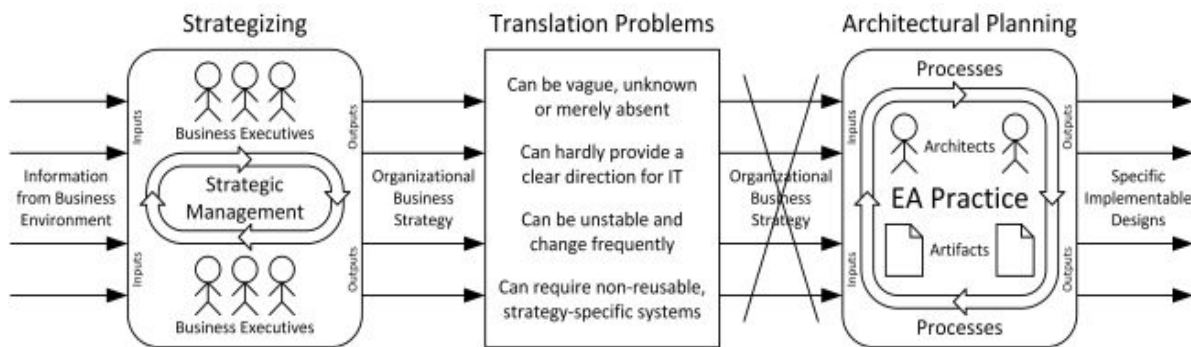 Strategizing
Translation Problems
Architectural Planning
Information
from Business
Environment
Inputs
Inputs
Business Executives
Strategic
Management
Business Executives
Outputs
Outputs
Organizational
Business
Strategy
Can be vague, unknown
or merely absent
Can hardly provide a
clear direction for IT
Can be unstable and
change frequently
Can require non-reusable,
strategy-specific systems
Organizational
Business
Strategy
Inputs
Inputs
Processes
Architects
EA Practice
Artifacts
Processes
Outputs
Outputs
Specific
Implementable
Designs